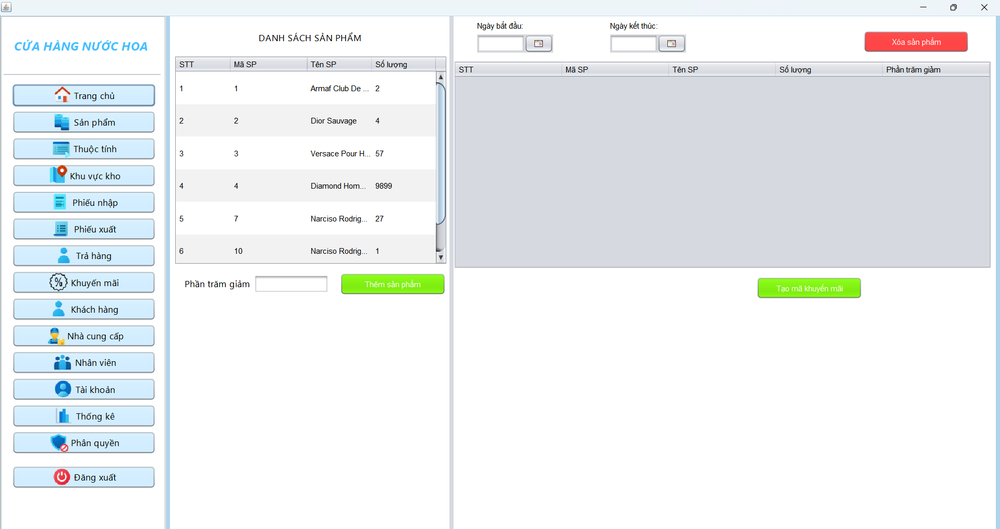 CỬA HÀNG NƯỚC HOA
Trang chủ
Sản phẩm
Thuộc tính
Khu vực kho
Phiếu nhập
Phiếu xuất
Trả hàng
Khuyến mãi
Khách hàng
Nhà cung cấp
Nhân viên
Tài khoản
Thống kê
Phân quyền
Đăng xuất
DANH SÁCH SẢN PHẨM
STT Mã SP Tên SP Số lượng
1 1 Armaf Club De ... 2
2 2 Dior Sauvage 4
3 3 Versace Pour H... 57
4 4 Diamond Hom... 9899
5 7 Narciso Rodrig... 27
6 10 Narciso Rodrig... 1
Phần trăm giảm
Thêm sản phẩm
Ngày bắt đầu: Ngày kết thúc:
Xóa sản phẩm
STT Mã SP Tên SP Số lượng Phần trăm giảm
Tạo mã khuyến mãi